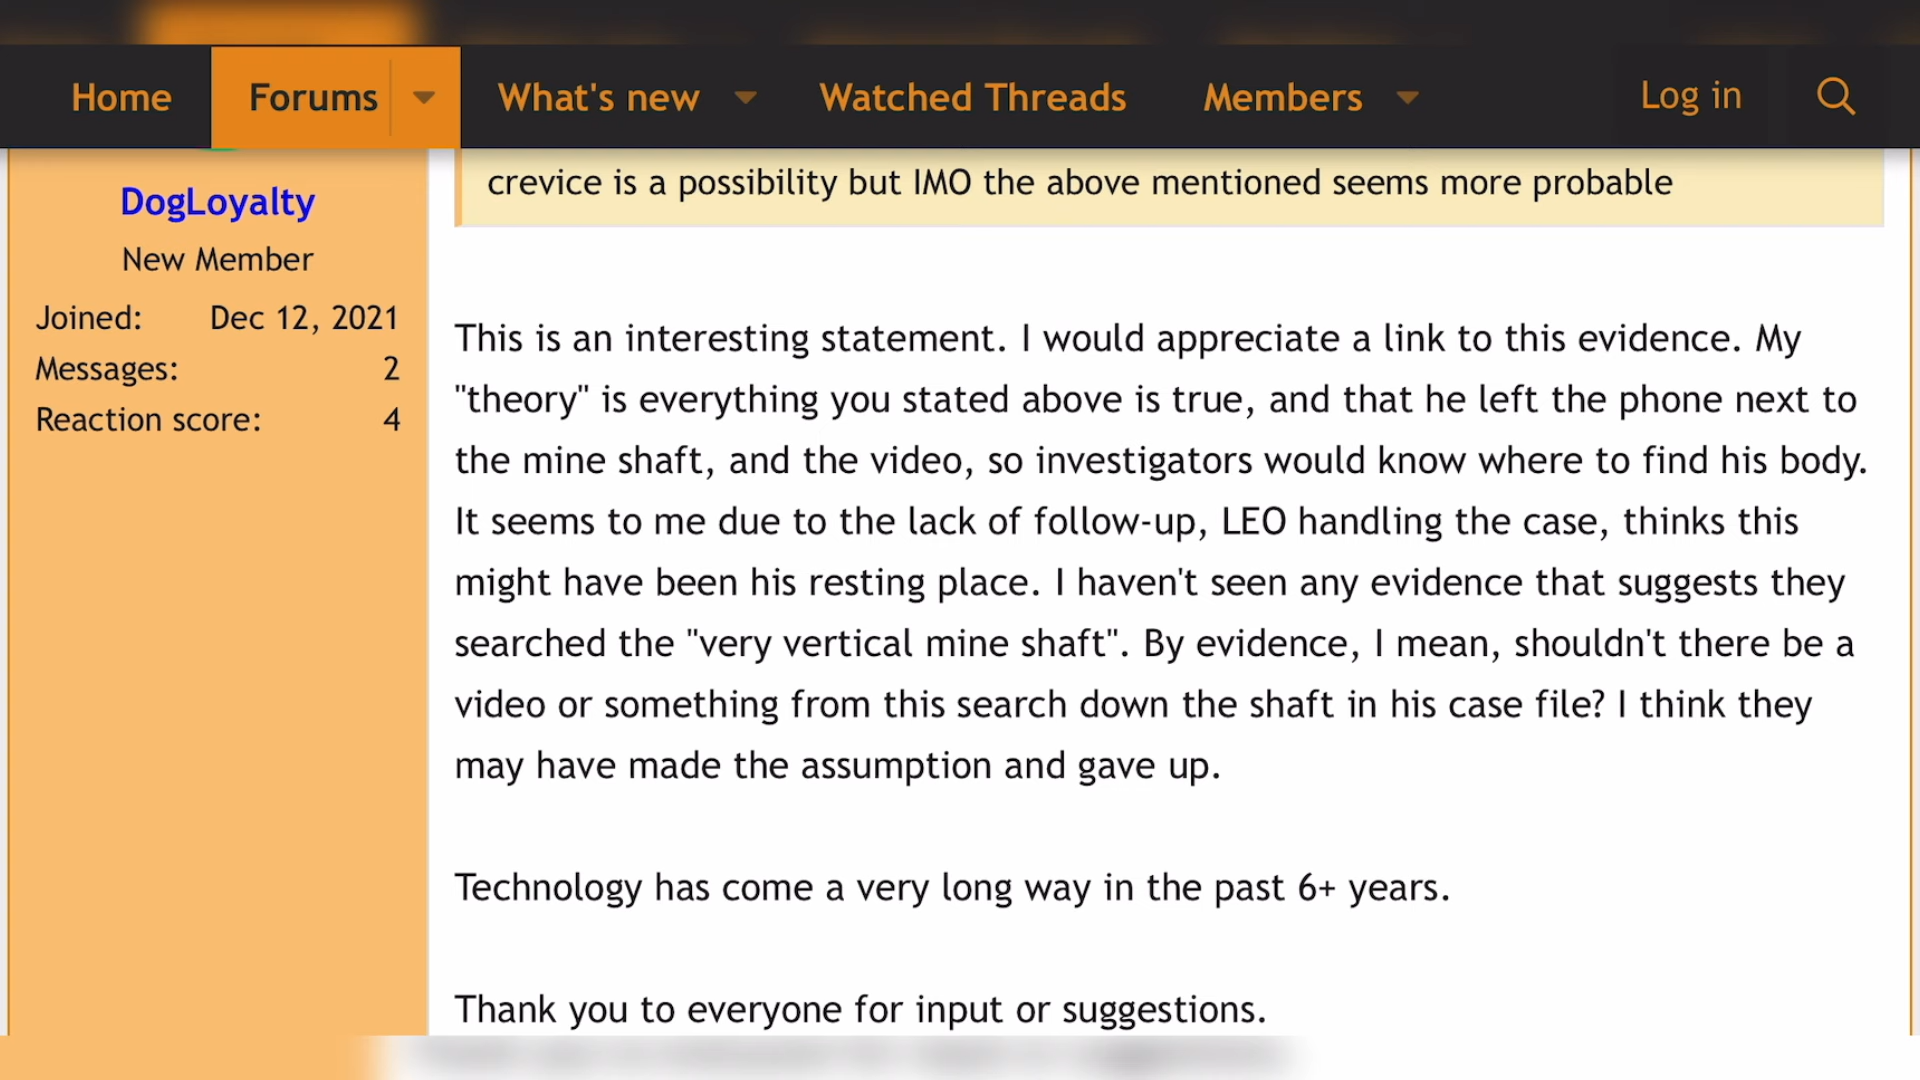 Home Forums What's new Watched Threads Members Log in
DogLoyalty
New Member
Joined: Dec 12, 2021
Messages: 2
Reaction score: 4
crevice is a possibility but IMO the above mentioned seems more probable
This is an interesting statement. I would appreciate a link to this evidence. My
"theory" is everything you stated above is true, and that he left the phone next to
the mine shaft, and the video, so investigators would know where to find his body.
It seems to me due to the lack of follow-up, LEO handling the case, thinks this
might have been his resting place. I haven't seen any evidence that suggests they
searched the "very vertical mine shaft". By evidence, I mean, shouldn't there be a
video or something from this search down the shaft in his case file? I think they
may have made the assumption and gave up.
Technology has come a very long way in the past 6+ years.
Thank you to everyone for input or suggestions.